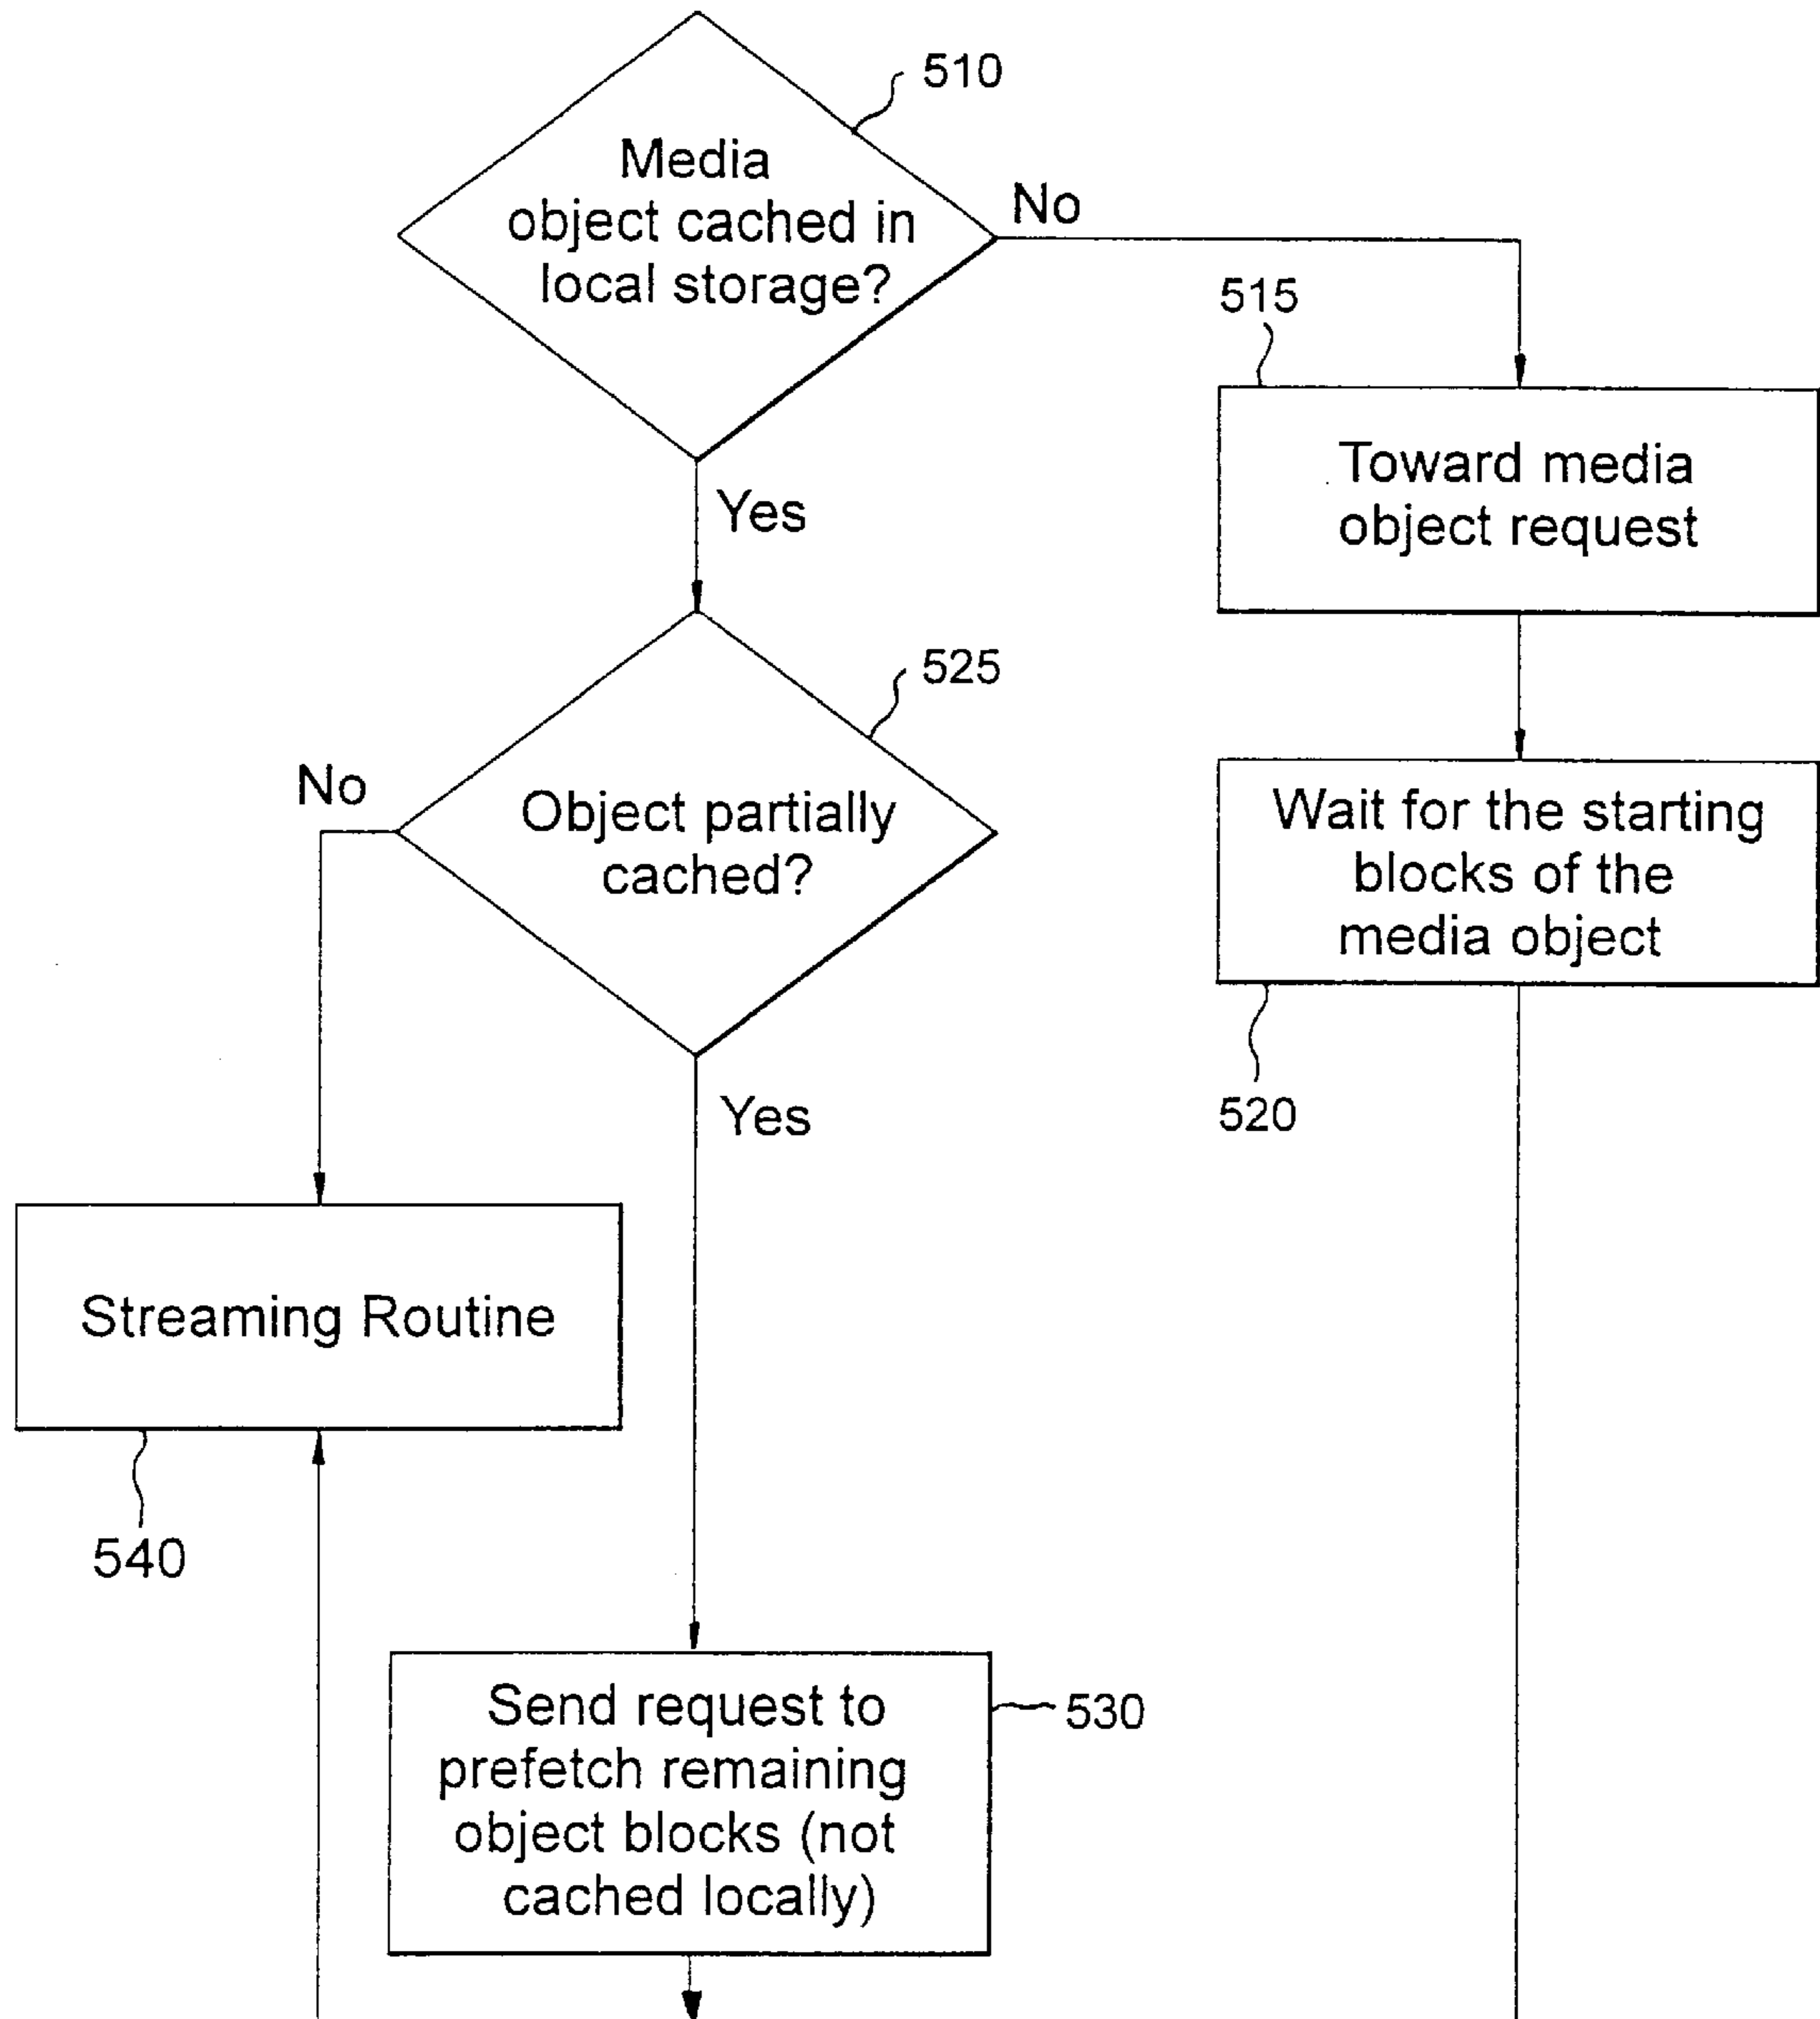 510
Media
object cached in
local storage?
No
515
Toward media
object request
Yes
525
Object partially
cached?
No
Wait for the starting
blocks of the
media object
520
Yes
Streaming Routine
540
Send request to
prefetch remaining
object blocks (not
cached locally)
530